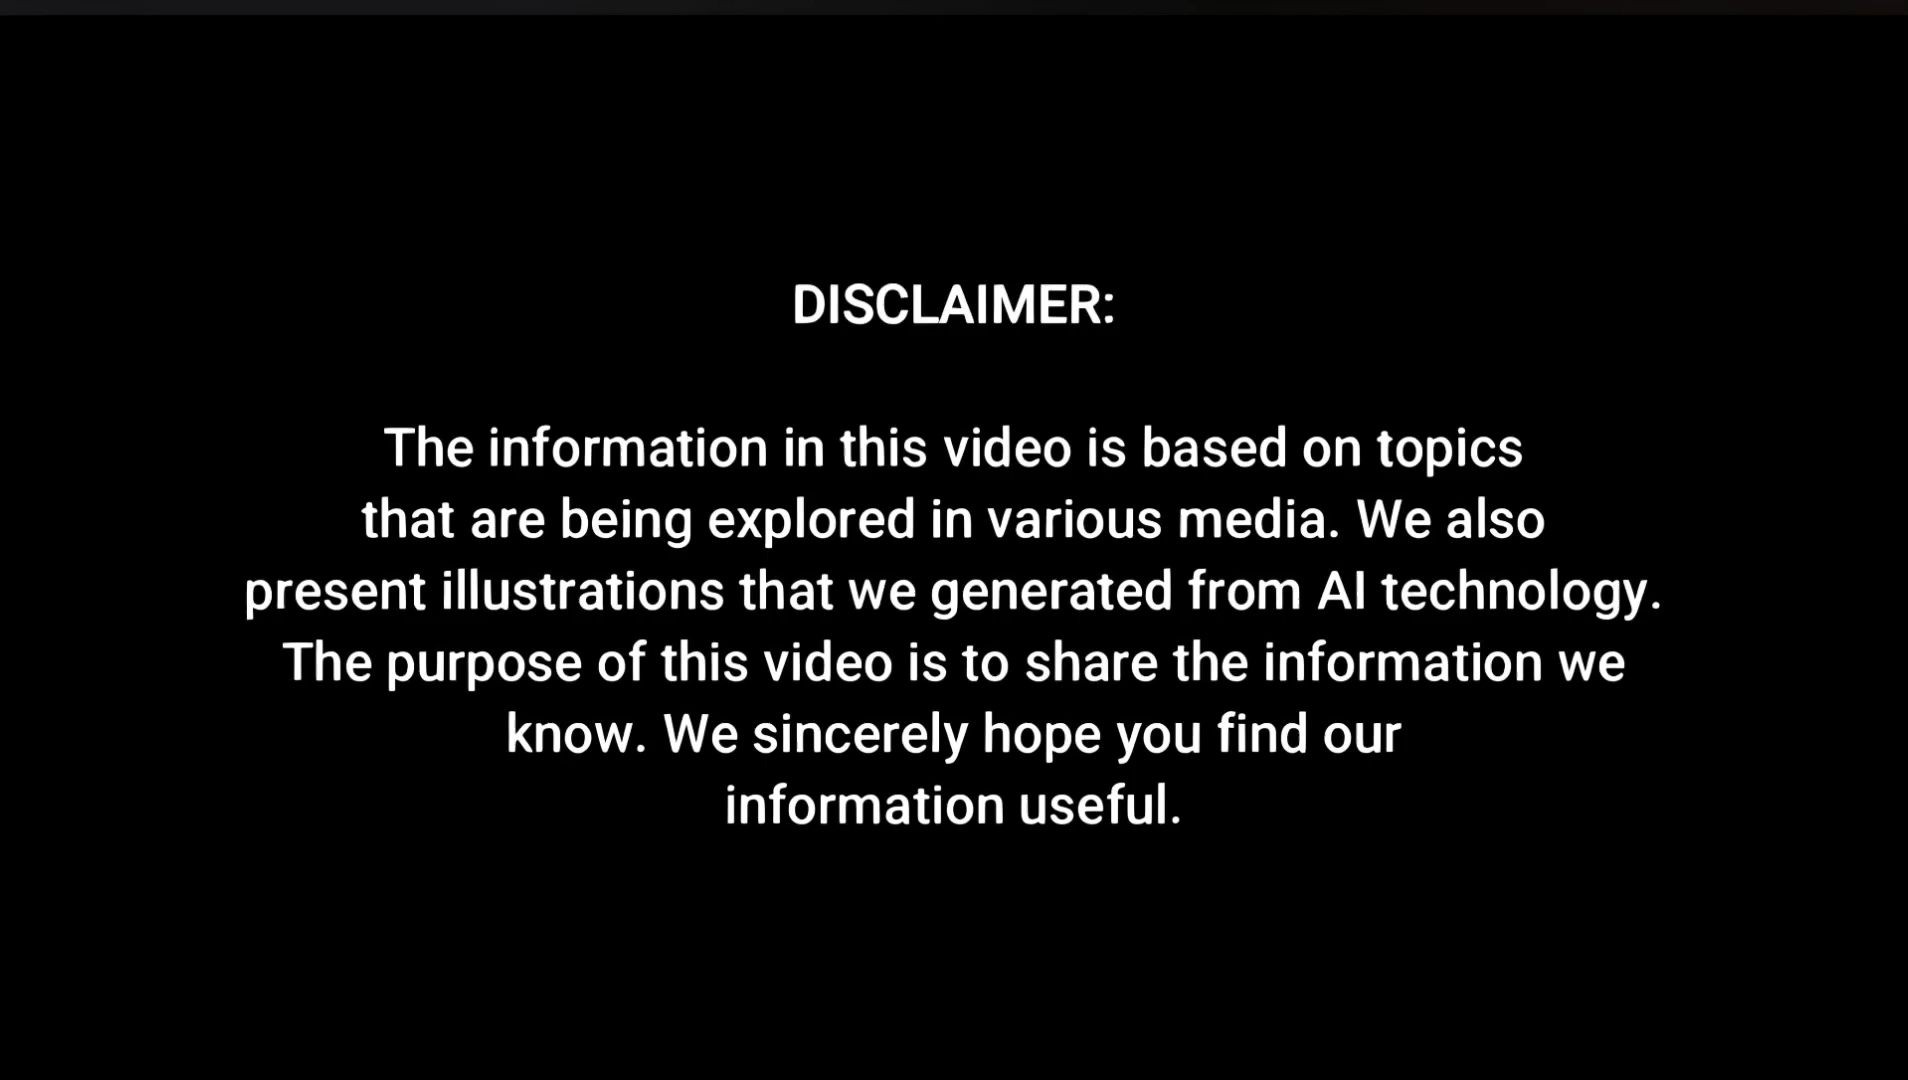 DISCLAIMER:
The information in this video is based on topics
that are being explored in various media. We also
present illustrations that we generated from AI technology.
The purpose of this video is to share the information we
know. We sincerely hope you find our
information useful.